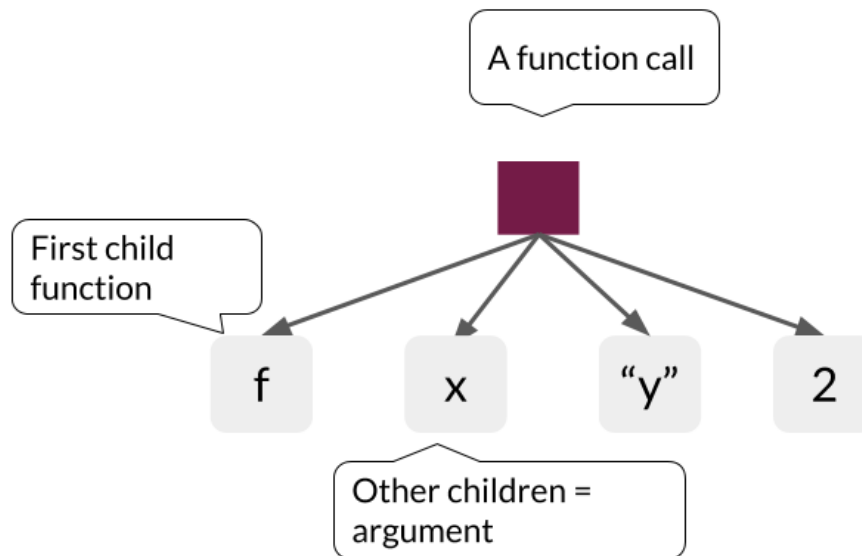 A function call
First child
function
f
x
“y”
2
Other children =
argument